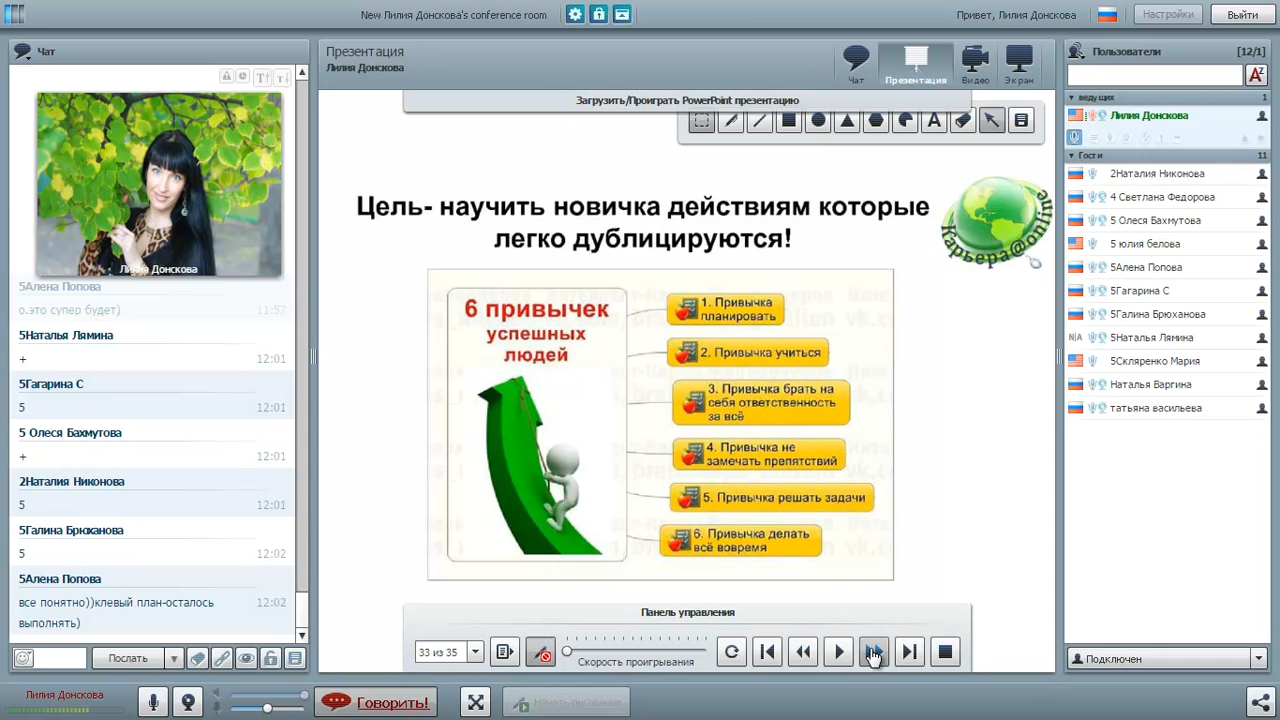 New Лилия Донскова's conference room
Привет, Лилия Донскова
Настройки
Выйти
Чат
Лилия Донскова
5Алена Попова
о.это супер будет)
11:57
5Наталья Лямина
+
12:01
5Гагарина С
5
12:01
5 Олеся Бахмутова
+
12:01
2Наталия Никонова
5
12:01
5Галина Брюханова
5
12:02
5Алена Попова
все понятно))клевый план-осталось
12:02
выполнять)
Послать
Презентация
Лилия Донскова
Чат
Презентация
Видео
Экран
Загрузить/Проиграть PowerPoint презентацию
Цель- научить новичка действиям которые
легко дублицируются!
Карьера@online
6 привычек
успешных
людей
1. Привычка
планировать
2. Привычка учиться
3. Привычка брать на
себя ответственность
за всё
4. Привычка не
замечать препятствий
5. Привычка решать задачи
6. Привычка делать
всё вовремя
Панель управления
33 из 35
Скорость проигрывания
Пользователи
[12/1]
ведущих
1
Лилия Донскова
Гости
11
2Наталия Никонова
4 Светлана Федорова
5 Олеся Бахмутова
5 юлия белова
5Алена Попова
5Гагарина С
5Галина Брюханова
N/A
5Наталья Лямина
5Скляренко Мария
Наталья Варгина
татьяна васильева
Подключен
Лилия Донскова
Говорить!